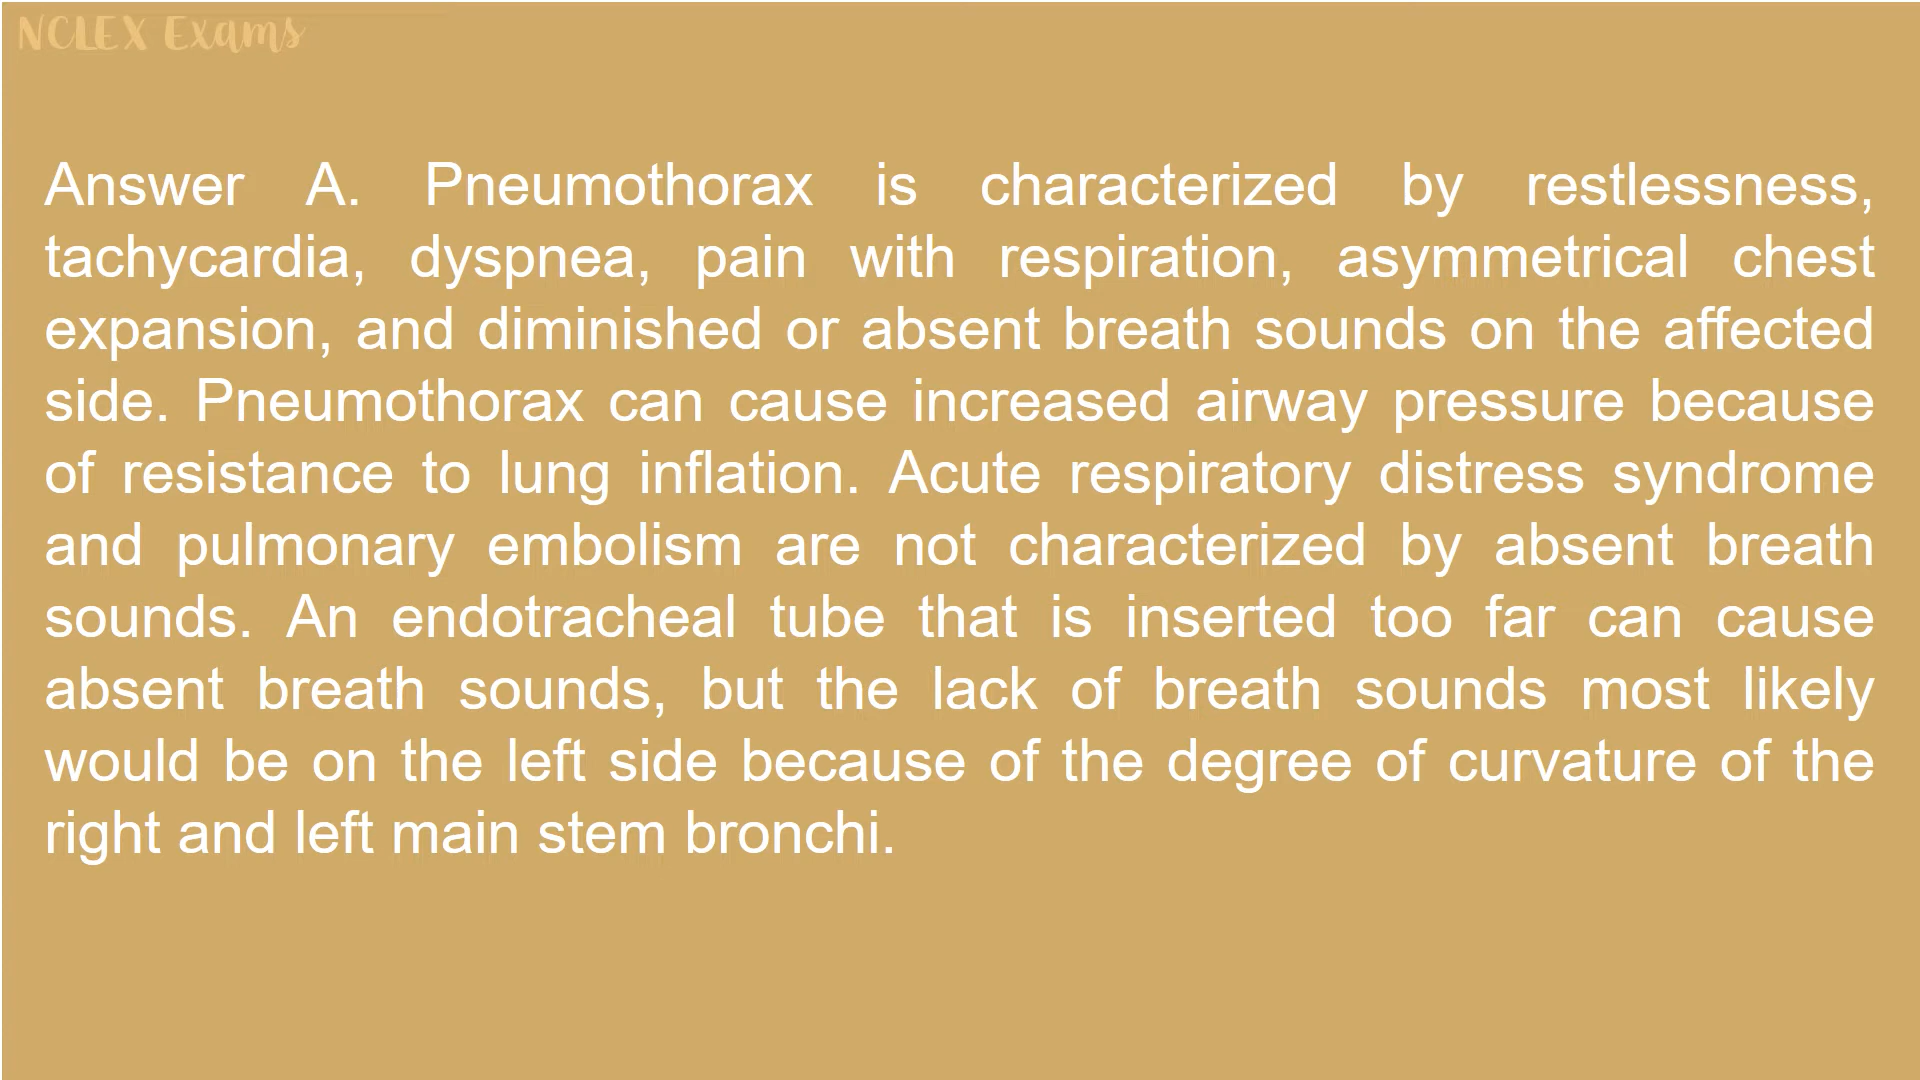 NCLEX Exams
Answer A. Pneumothorax is characterized by restlessness,
tachycardia, dyspnea, pain with respiration, asymmetrical chest
expansion, and diminished or absent breath sounds on the affected
side. Pneumothorax can cause increased airway pressure because
of resistance to lung inflation. Acute respiratory distress syndrome
and pulmonary embolism are not characterized by absent breath
sounds. An endotracheal tube that is inserted too far can cause
absent breath sounds, but the lack of breath sounds most likely
would be on the left side because of the degree of curvature of the
right and left main stem bronchi.